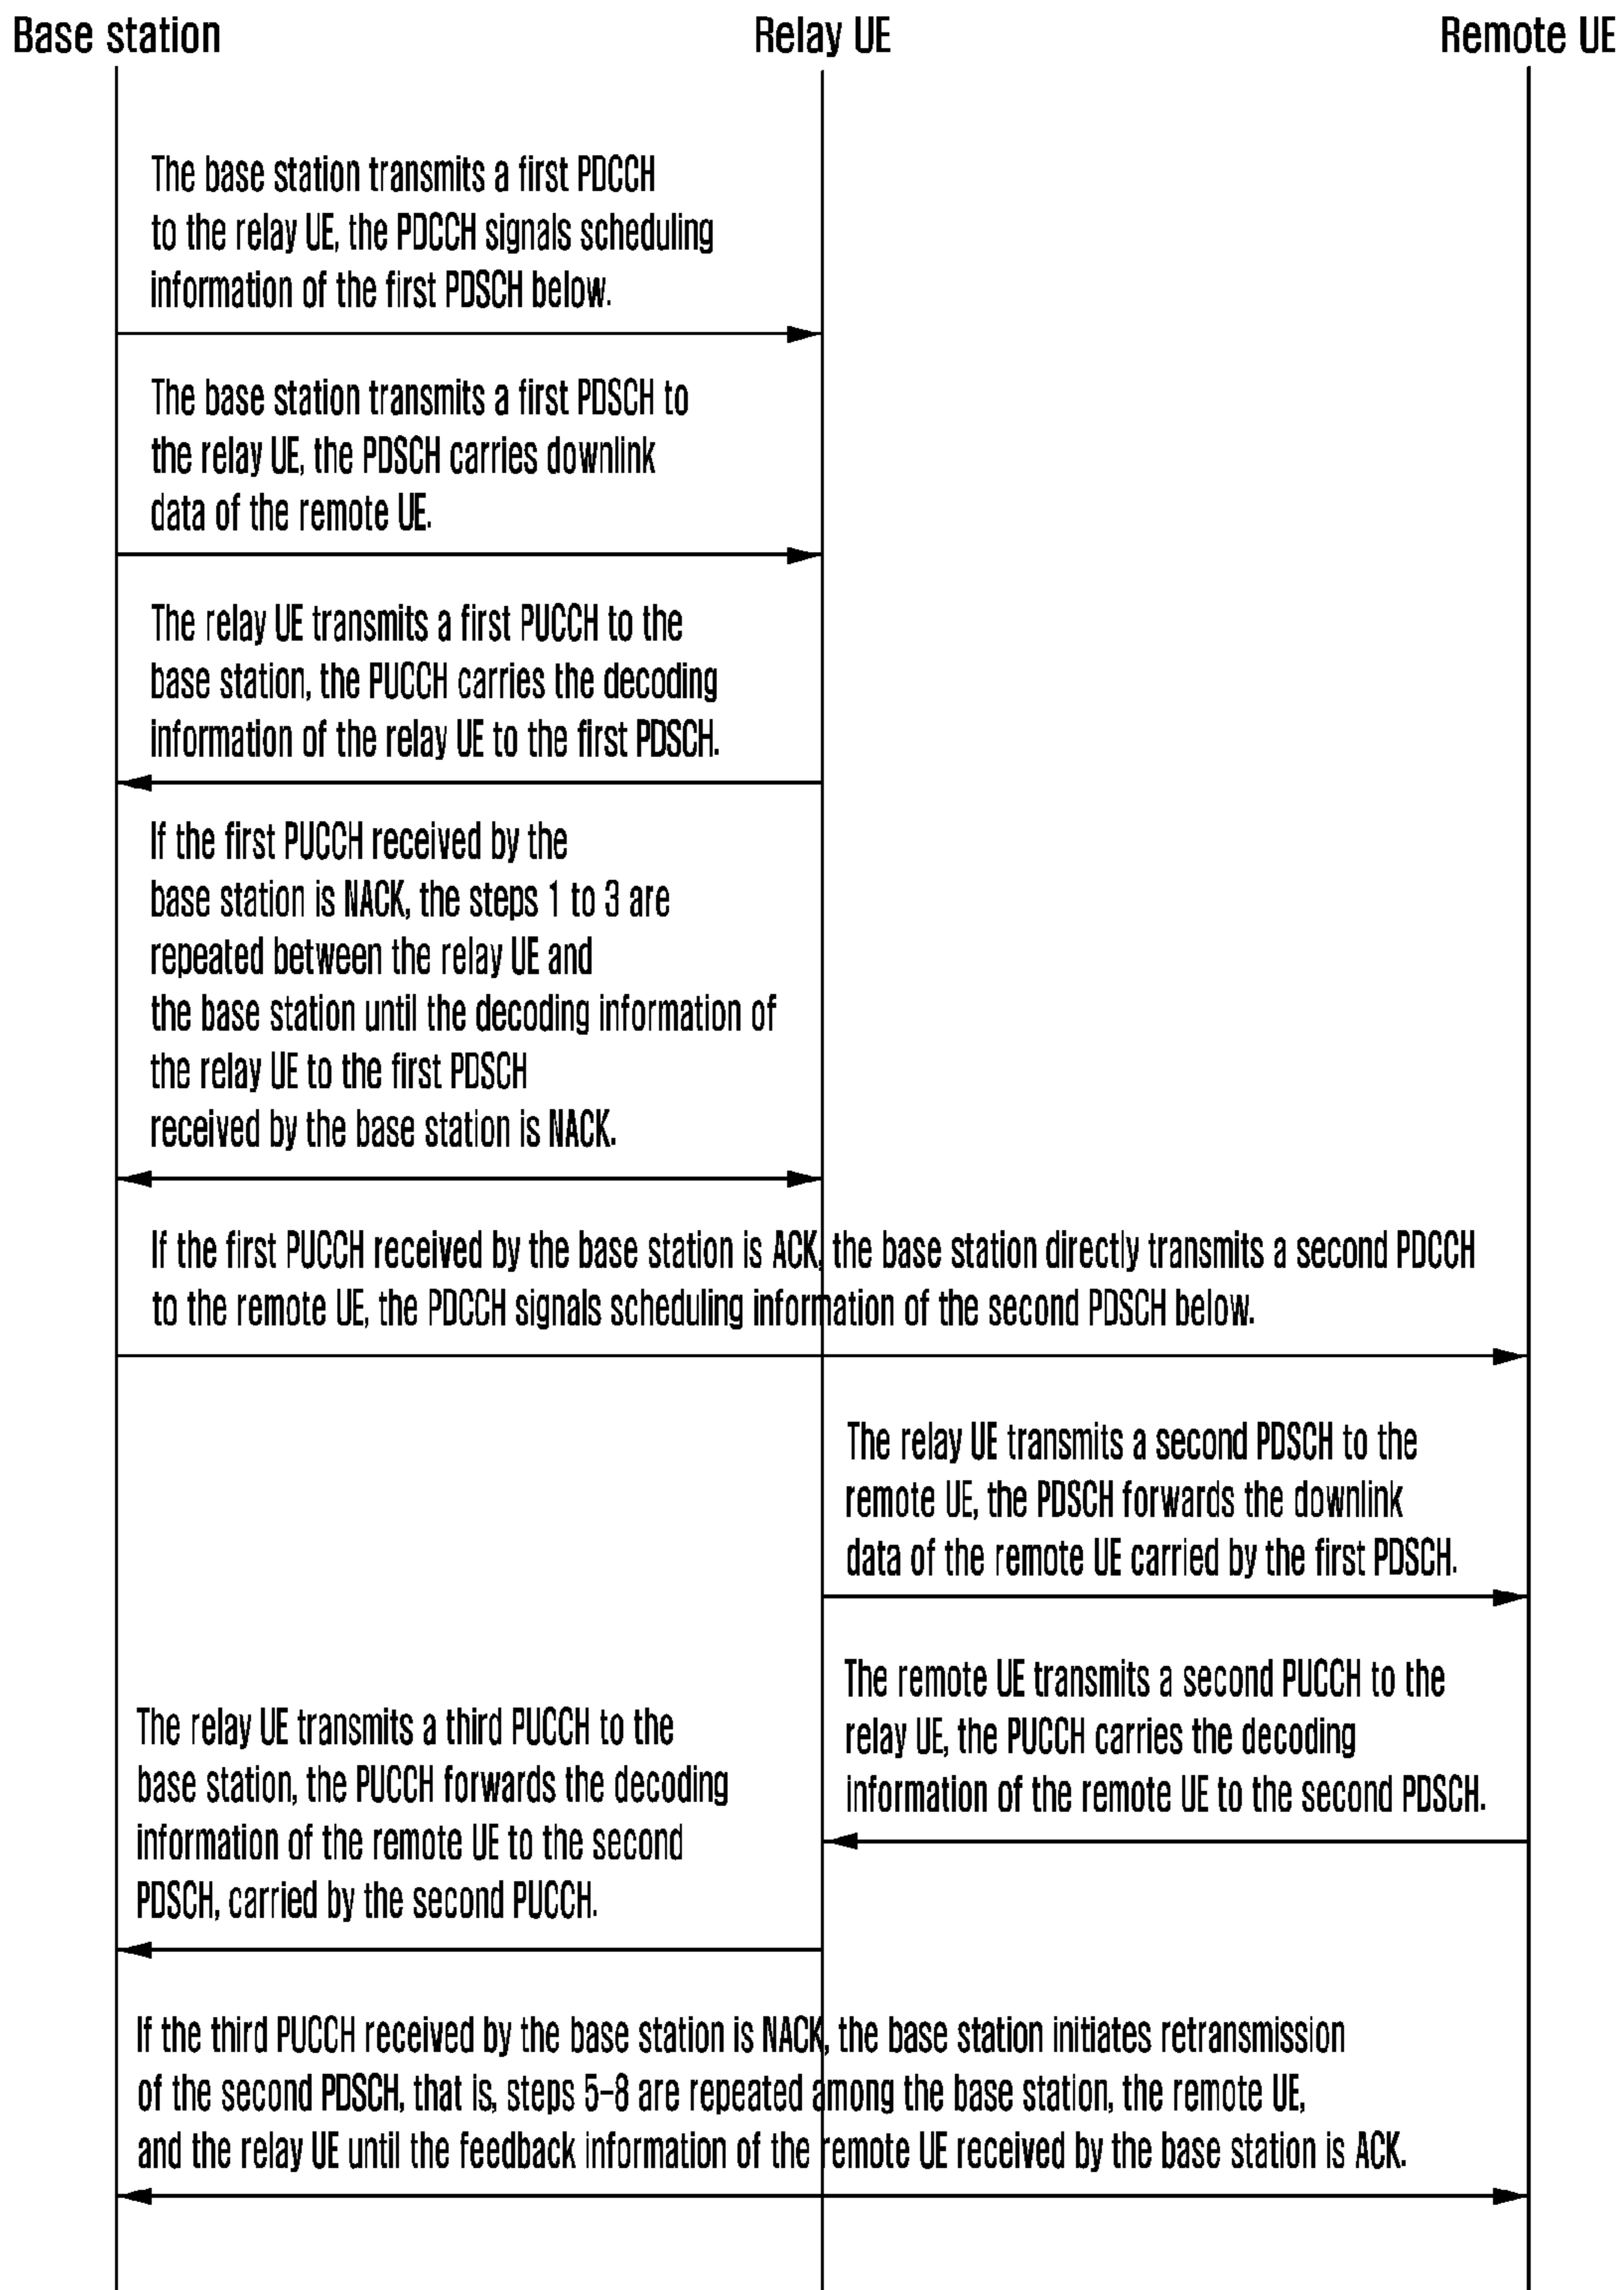 Base station
Relay UE
Remote UE
The base station transmits a first PDCCH
to the relay UE, the PDCCH signals scheduling
information of the first PDSCH below.
The base station transmits a first PDSCH to
the relay UE, the PDSCH carries downlink
data of the remote UE.
The relay UE transmits a first PUCCH to the
base station, the PUCCH carries the decoding
information of the relay UE to the first PDSCH.
If the first PUCCH received by the
base station is NACK, the steps 1 to 3 are
repeated between the relay UE and
the base station until the decoding information of
the relay UE to the first PDSCH
received by the base station is NACK.
If the first PUCCH received by the base station is ACK, the base station directly transmits a second PDCCH
to the remote UE, the PDCCH signals scheduling information of the second PDSCH below.
The relay UE transmits a second PDSCH to the
remote UE, the PDSCH forwards the downlink
data of the remote UE carried by the first PDSCH.
The remote UE transmits a second PUCCH to the
relay UE, the PUCCH carries the decoding
information of the remote UE to the second PDSCH.
The relay UE transmits a third PUCCH to the
base station, the PUCCH forwards the decoding
information of the remote UE to the second
PDSCH, carried by the second PUCCH.
If the third PUCCH received by the base station is NACK, the base station initiates retransmission
of the second PDSCH, that is, steps 5-8 are repeated among the base station, the remote UE,
and the relay UE until the feedback information of the remote UE received by the base station is ACK.